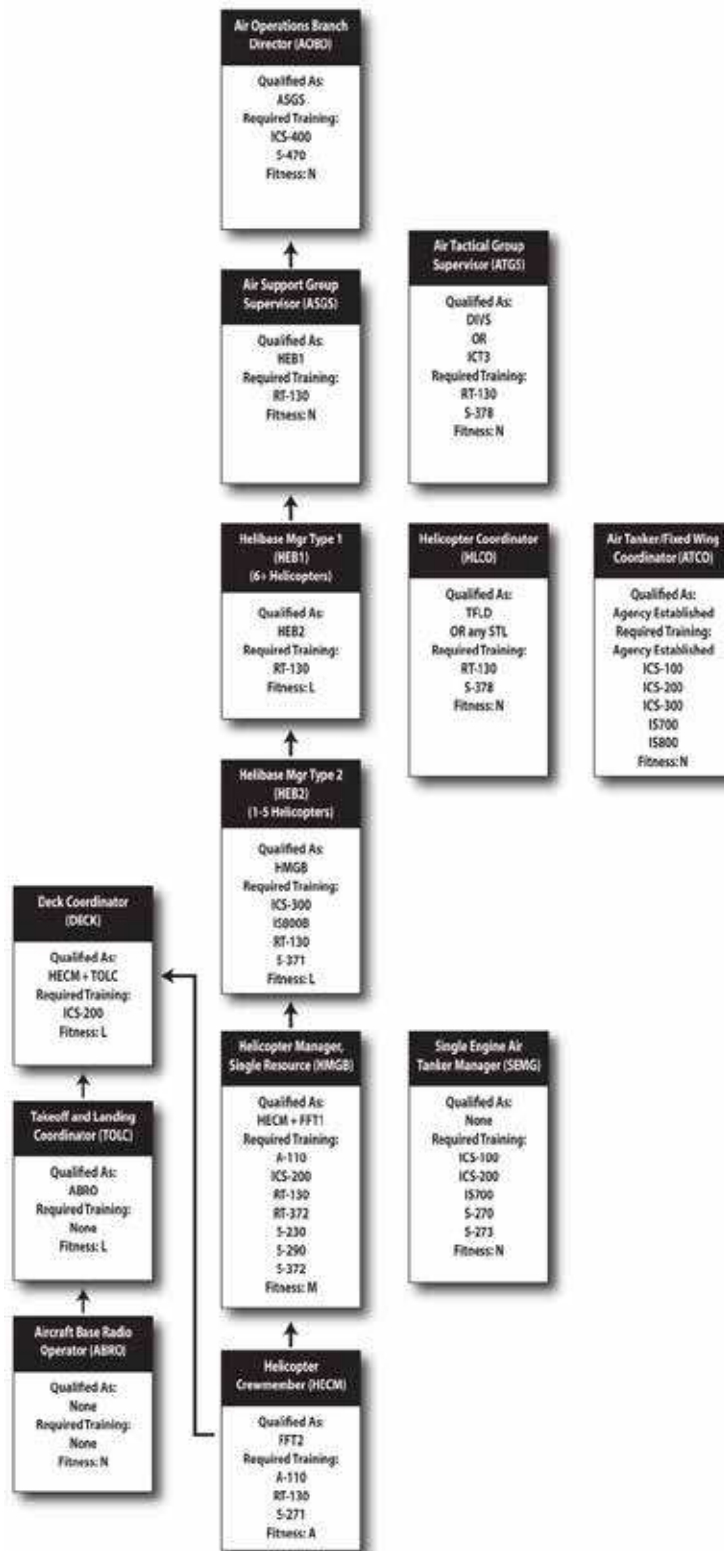 Air Operations Branch
Director (AOBD)
Qualified As:
ASGS
Required Training:
ICS-400
S-470
Fitness: N
Air Support Group
Supervisor (ASGS)
Qualified As:
HEB1
Required Training:
RT-130
Fitness: N
Air Tactical Group
Supervisor (ATGS)
Qualified As:
DIVS
OR
ICT3
Required Training:
RT-130
S-378
Fitness: N
Helibase Mgr Type 1
(HEB1)
(6+ Helicopters)
Qualified As:
HEB2
Required Training:
RT-130
Fitness: L
Helicopter Coordinator
(HLCO)
Qualified As:
TFLD
OR any STL
Required Training:
RT-130
S-378
Fitness: N
Air Tanker/Fixed Wing
Coordinator (ATCO)
Qualified As:
Agency Established
Required Training:
Agency Established
ICS-100
ICS-200
ICS-300
IS700
IS800
Fitness: N
Helibase Mgr Type 2
(HEB2)
(1-5 Helicopters)
Qualified As:
HMGB
Required Training:
ICS-300
IS800B
RT-130
S-371
Fitness: L
Deck Coordinator
(DECK)
Qualified As:
HECM + TOLC
Required Training:
ICS-200
Fitness: L
Helicopter Manager,
Single Resource (HMGB)
Qualified As:
HECM + FFT1
Required Training:
A-110
ICS-200
RT-130
RT-372
S-230
S-290
S-372
Fitness: M
Single Engine Air
Tanker Manager (SEMG)
Qualified As:
None
Required Training:
ICS-100
ICS-200
IS700
S-270
S-273
Fitness: N
Takeoff and Landing
Coordinator (TOLC)
Qualified As:
ABRO
Required Training:
None
Fitness: L
Aircraft Base Radio
Operator (ABRO)
Qualified As:
None
Required Training:
None
Fitness: N
Helicopter
Crewmember (HECM)
Qualified As:
FFT2
Required Training:
A-110
RT-130
S-271
Fitness: A